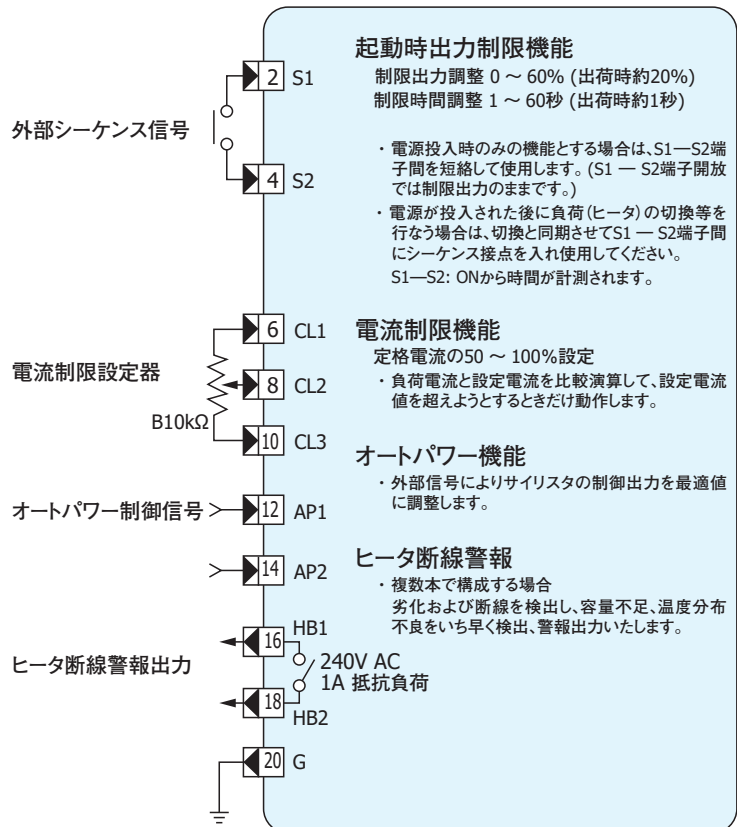 起動時出力制限機能
制限出力調整 0 ～ 60% (出荷時約20%)
制限時間調整 1 ～ 60秒 (出荷時約1秒)
2 S1
外部シーケンス信号
4 S2
・電源投入時のみの機能とする場合は、S1—S2端
子間を短絡して使用します。(S1 — S2端子開放
では制限出力のままです。)
・電源が投入された後に負荷(ヒータ)の切換等を
行なう場合は、切換と同期させてS1 — S2端子間
にシーケンス接点を入れ使用してください。
S1—S2: ONから時間が計測されます。
6 CL1
電流制限設定器
8 CL2
B10kΩ
10 CL3
電流制限機能
定格電流の50 ～ 100%設定
・負荷電流と設定電流を比較演算して、設定電流
値を超えようとするときだけ動作します。
オートパワー機能
・外部信号によりサイリスタの制御出力を最適値
に調整します。
オートパワー制御信号
12 AP1
14 AP2
ヒータ断線警報
・複数本で構成する場合
劣化および断線を検出し、容量不足、温度分布
不良をいち早く検出、警報出力いたします。
HB1
16
ヒータ断線警報出力
240V AC
1A 抵抗負荷
18
HB2
20 G